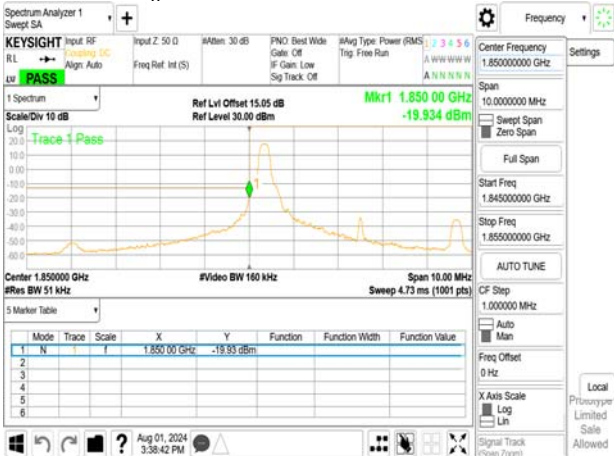 Spectrum Analyzer 1
Swept SA
+
Frequency
KEYSIGHT
RL
PASS
Input: RF
Coupling: DC
Align: Auto
Input Z: 50 Ω
Freq Ref: Int (S)
#Atten: 30 dB
PNO: Best Wide
Gate: Off
IF Gain: Low
Sig Track: Off
#Avg Type: Power (RMS
Trig: Free Run
1 2 3 4 5 6
A WW WW W
A N N N N N
1 Spectrum
Scale/Div 10 dB
Ref Lvl Offset 15.05 dB
Ref Level 30.00 dBm
Mkr1 1.850 00 GHz
-19.934 dBm
Log
Trace 1 Pass
20.0
10.0
0.00
-10.0
-20.0
-30.0
-40.0
-50.0
-60.0
1
Center 1.850000 GHz
#Res BW 51 kHz
#Video BW 160 kHz
Span 10.00 MHz
Sweep 4.73 ms (1001 pts)
5 Marker Table
Mode Trace Scale X Y Function Function Width Function Value
1 N 1 f 1.850 00 GHz -19.93 dBm
2
3
4
5
6
Aug 01, 2024
3:38:42 PM
Center Frequency
1.850000000 GHz
Settings
Span
10.0000000 MHz
Swept Span
Zero Span
Full Span
Start Freq
1.845000000 GHz
Stop Freq
1.855000000 GHz
AUTO TUNE
CF Step
1.000000 MHz
Auto
Man
Freq Offset
0 Hz
X Axis Scale
Log
Lin
Signal Track
(Span Zoom)
Local
Prototype
Limited
Sale
Allowed